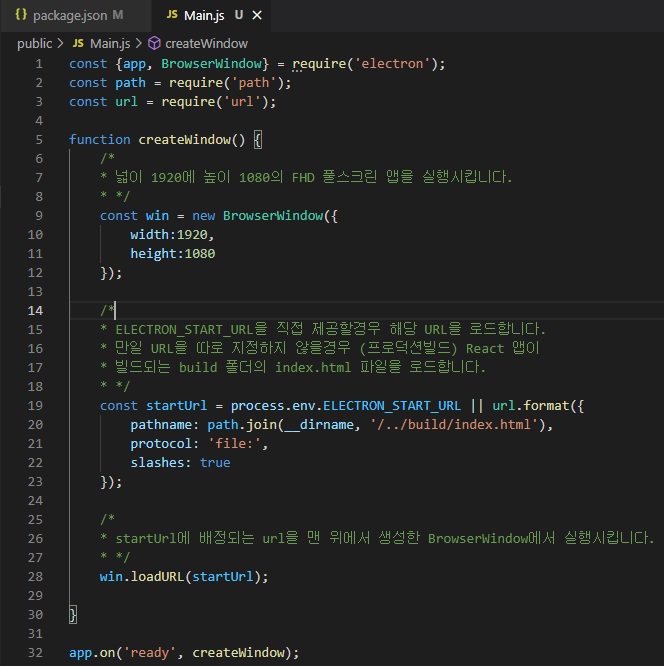 {} package.json M
JS Main.js U ×
public > JS Main.js > createWindow
1 const {app, BrowserWindow} = require('electron');
2 const path = require('path');
3 const url = require('url');
4
5 function createWindow() {
6 /*
7 * 넓이 1920에 높이 1080의 FHD 풀스크린 앱을 실행시킵니다.
8 * */
9 const win = new BrowserWindow({
10 width:1920,
11 height:1080
12 });
13
14 /*
15 * ELECTRON_START_URL을 직접 제공할경우 해당 URL을 로드합니다.
16 * 만일 URL을 따로 지정하지 않을경우 (프로덕션빌드) React 앱이
17 * 빌드되는 build 폴더의 index.html 파일을 로드합니다.
18 * */
19 const startUrl = process.env.ELECTRON_START_URL || url.format({
20 pathname: path.join(__dirname, '/../build/index.html'),
21 protocol: 'file:',
22 slashes: true
23 });
24
25 /*
26 * startUrl에 배정되는 url을 맨 위에서 생성한 BrowserWindow에서 실행시킵니다.
27 * */
28 win.loadURL(startUrl);
29
30 }
31
32 app.on('ready', createWindow);